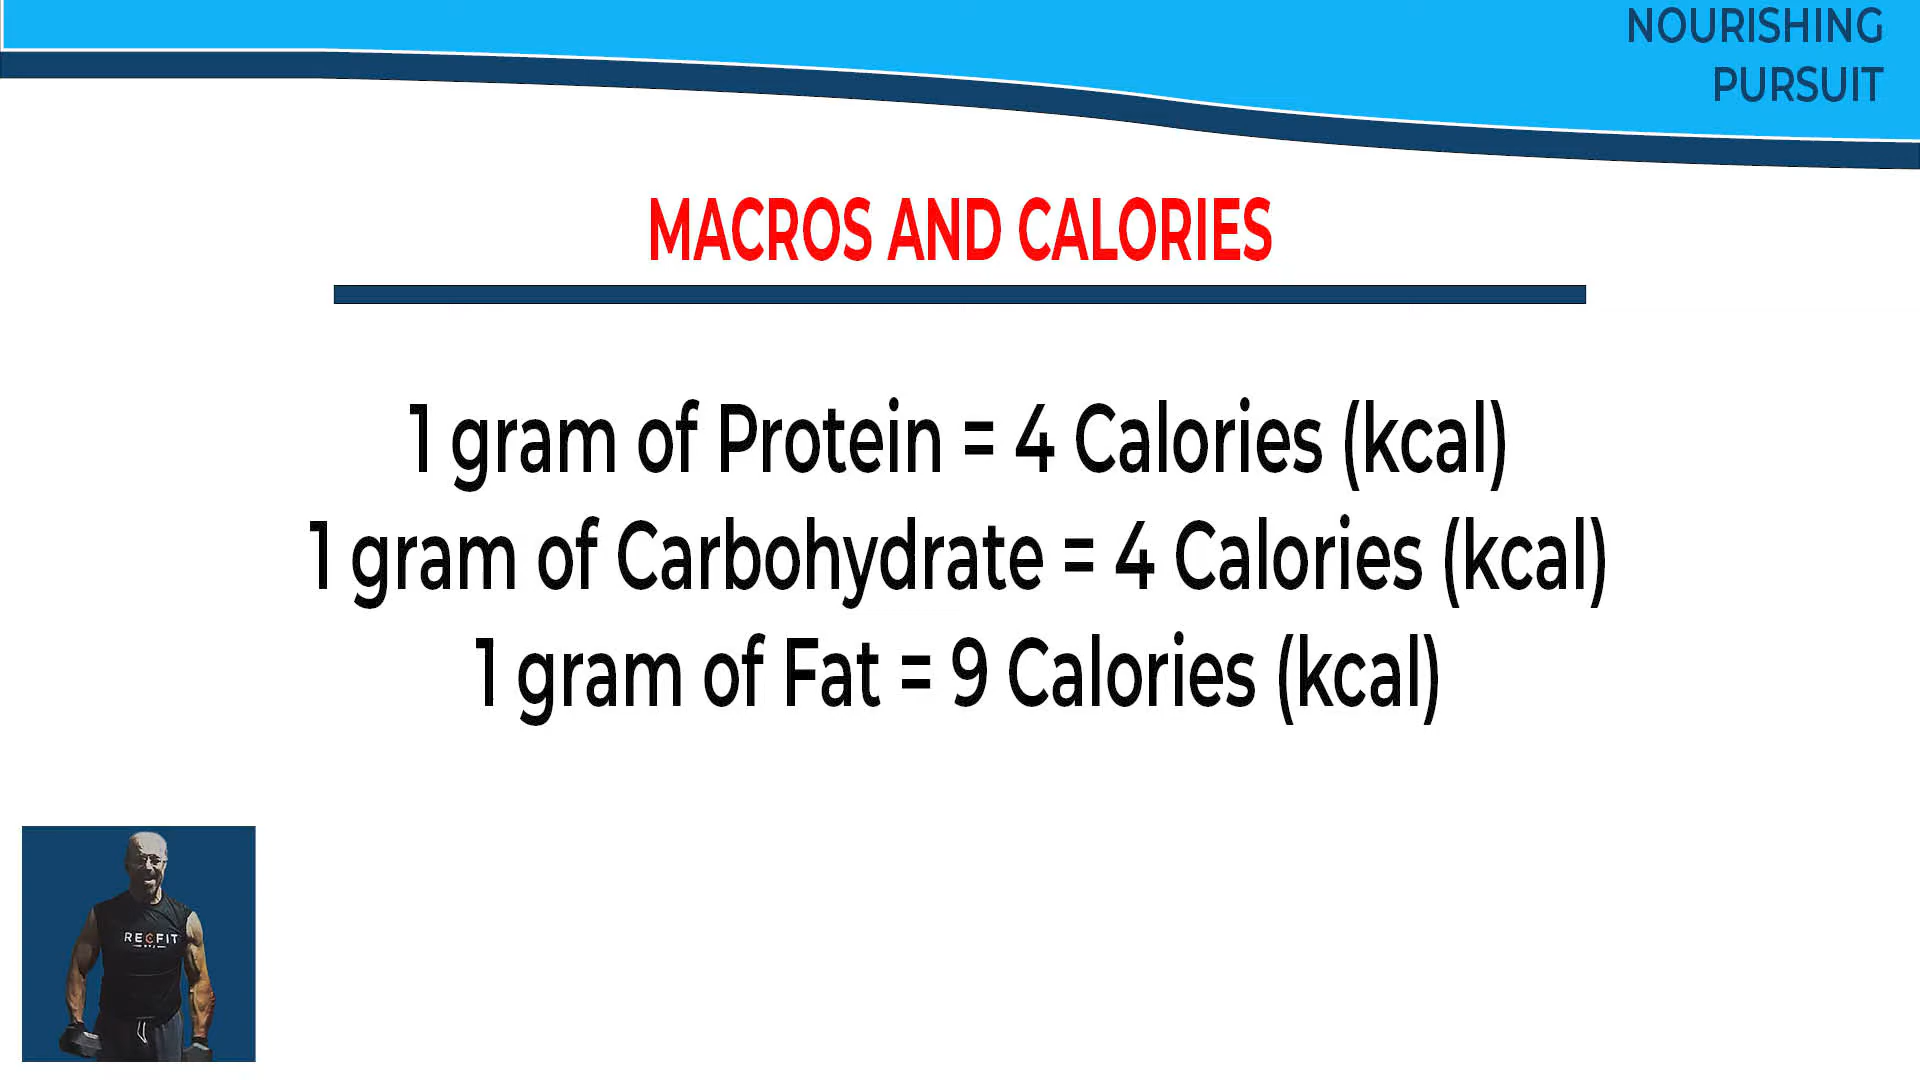 NOURISHING
PURSUIT
MACROS AND CALORIES
1 gram of Protein = 4 Calories (kcal)
1 gram of Carbohydrate = 4 Calories (kcal)
1 gram of Fat = 9 Calories (kcal)
RECFIT